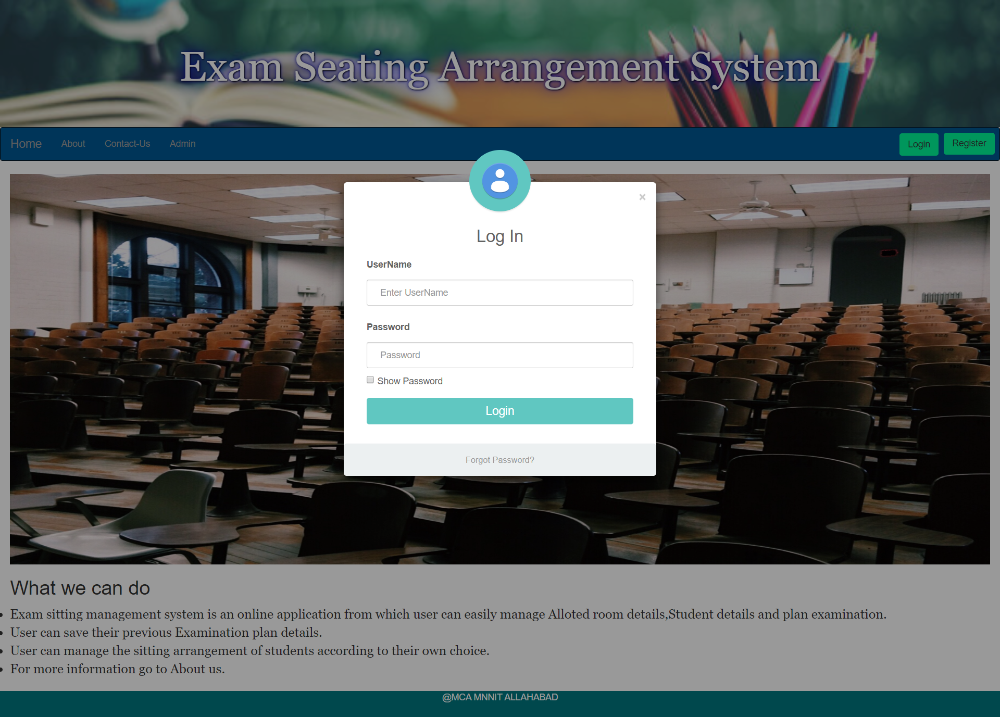 Exam Seating Arrangement System
Home About Contact-Us Admin Login Register
×
Log In
UserName
Enter UserName
Password
Password
Show Password
Login
Forgot Password?
What we can do
• Exam sitting management system is an online application from which user can easily manage Alloted room details,Student details and plan examination.
• User can save their previous Examination plan details.
• User can manage the sitting arrangement of students according to their own choice.
• For more information go to About us.
@MCA MNNIT ALLAHABAD